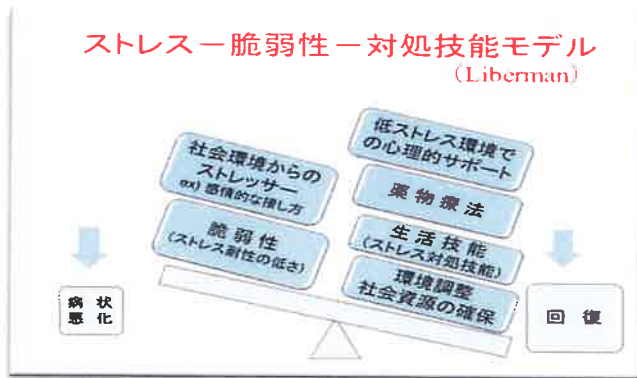 ストレス－脆弱性－対処技能モデル
(Liberman)
社会環境からの
ストレッサー
ex) 感情的な接し方
脆弱性
(ストレス耐性の低さ)
低ストレス環境で
の心理的サポート
薬物療法
生活技能
(ストレス対処技能)
環境調整
社会資源の確保
病状
悪化
回復